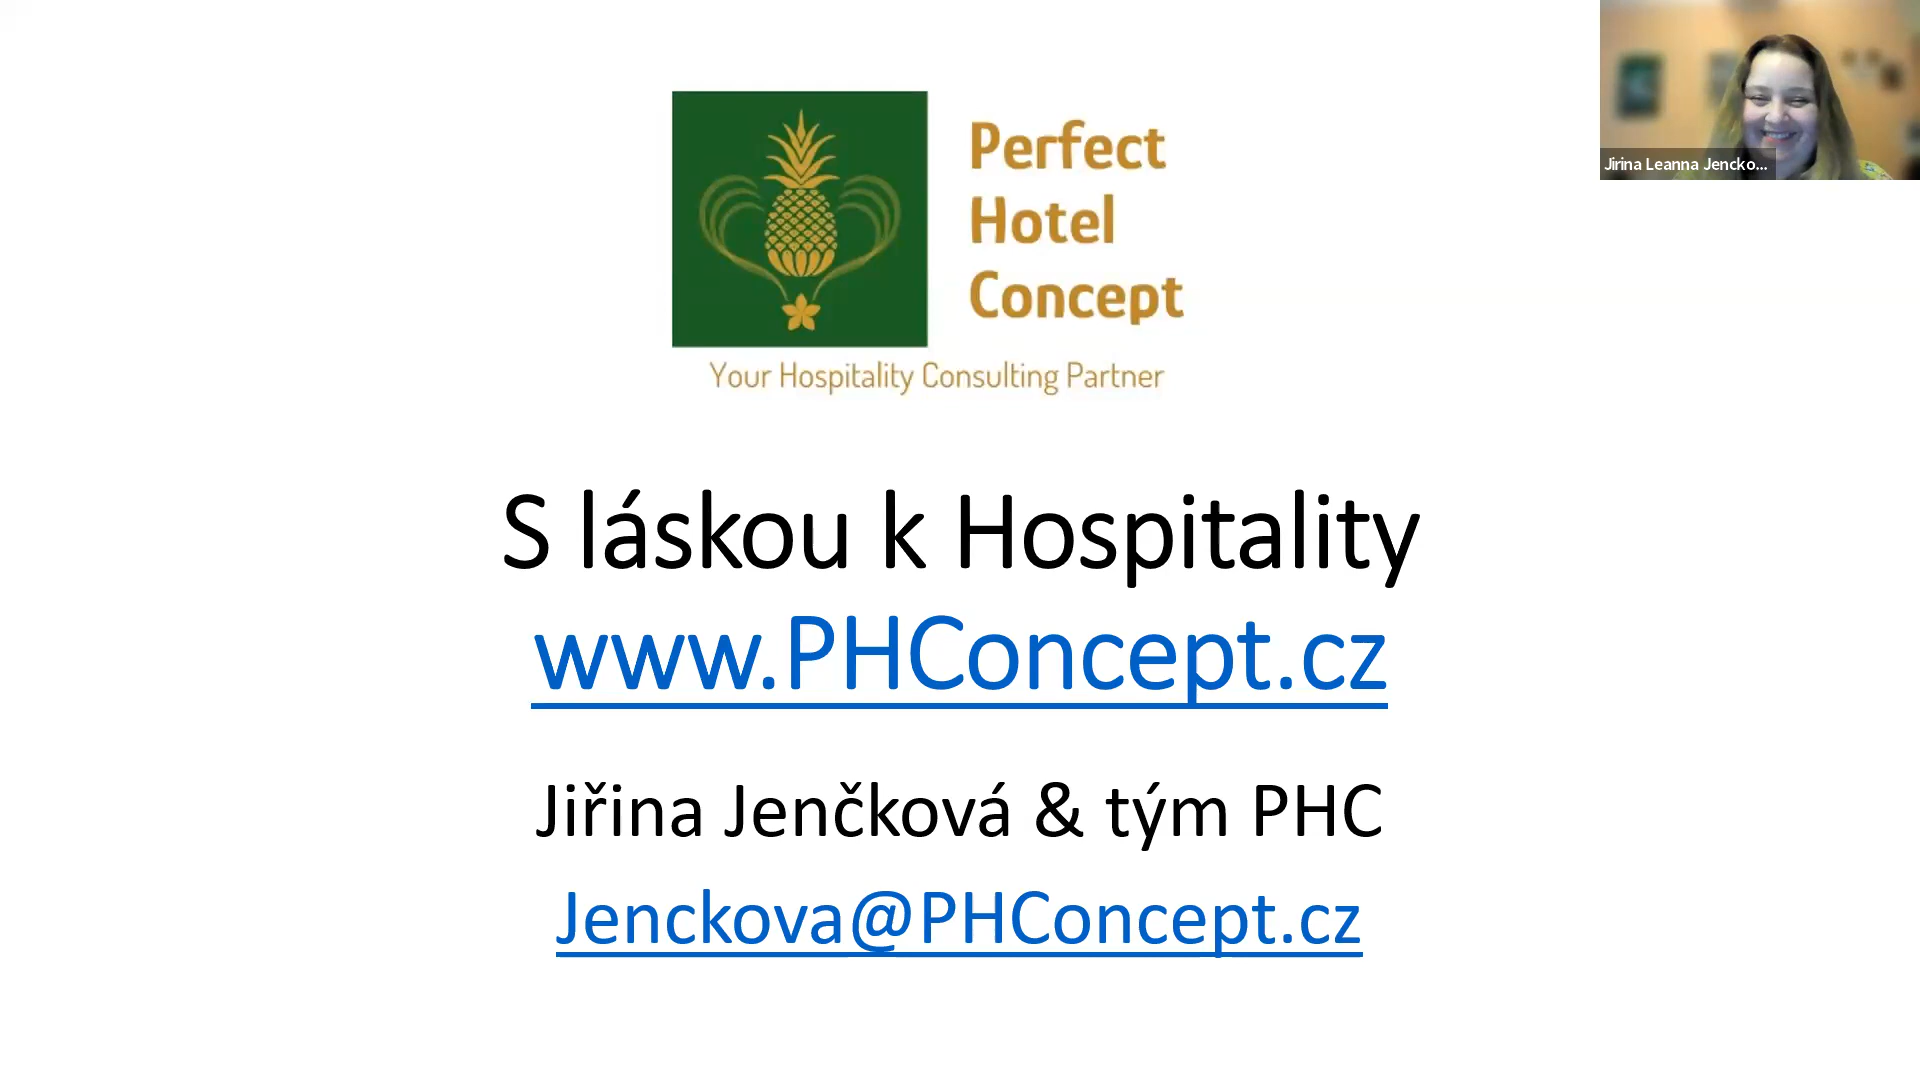 Perfect
Hotel
Concept
Your Hospitality Consulting Partner
Jirina Leanna Jencko...
S láskou k Hospitality
www.PHConcept.cz
Jiřina Jenčková & tým PHC
Jenckova@PHConcept.cz